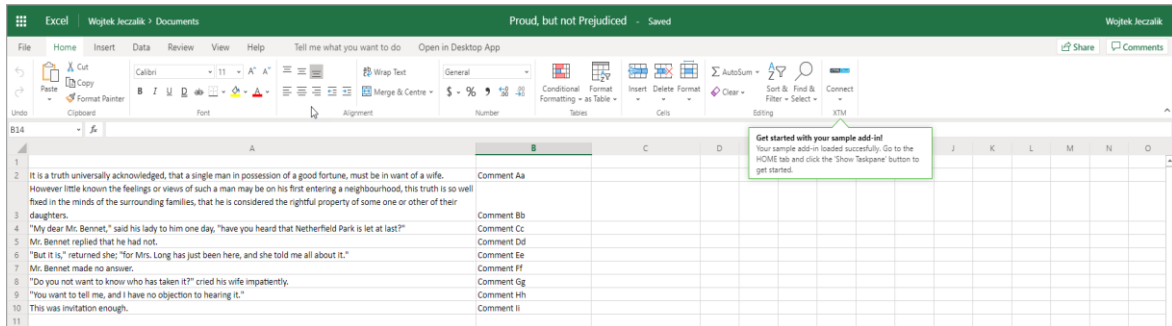 Excel Wojtek Jeczalik > Documents Proud, but not Prejudiced - Saved Wojtek Jeczalik
File Home Insert Data Review View Help Tell me what you want to do Open in Desktop App Share Comments
Paste
Cut
Copy
Format Painter
Calibri 11 A^ A˅
B I U D ab A
Wrap Text
Merge & Centre
General
$ - % 9
Conditional Formatting
Format as Table
Insert Delete Format
AutoSum
Clear
Sort & Filter
Find & Select
Connect
Undo Clipboard Font Alignment Number Tables Cells Editing XTM
B14 fx
Get started with your sample add-in!
Your sample add-in loaded succesfully. Go to the
HOME tab and click the 'Show Taskpane' button to
get started.
A B C D J K L M N O
1
2 It is a truth universally acknowledged, that a single man in possession of a good fortune, must be in want of a wife. Comment Aa
However little known the feelings or views of such a man may be on his first entering a neighbourhood, this truth is so well
fixed in the minds of the surrounding families, that he is considered the rightful property of some one or other of their
3 daughters. Comment Bb
4 "My dear Mr. Bennet," said his lady to him one day, "have you heard that Netherfield Park is let at last?" Comment Cc
5 Mr. Bennet replied that he had not. Comment Dd
6 "But it is," returned she; "for Mrs. Long has just been here, and she told me all about it." Comment Ee
7 Mr. Bennet made no answer. Comment Ff
8 "Do you not want to know who has taken it?" cried his wife impatiently. Comment Gg
9 "You want to tell me, and I have no objection to hearing it." Comment Hh
10 This was invitation enough. Comment Ii
11